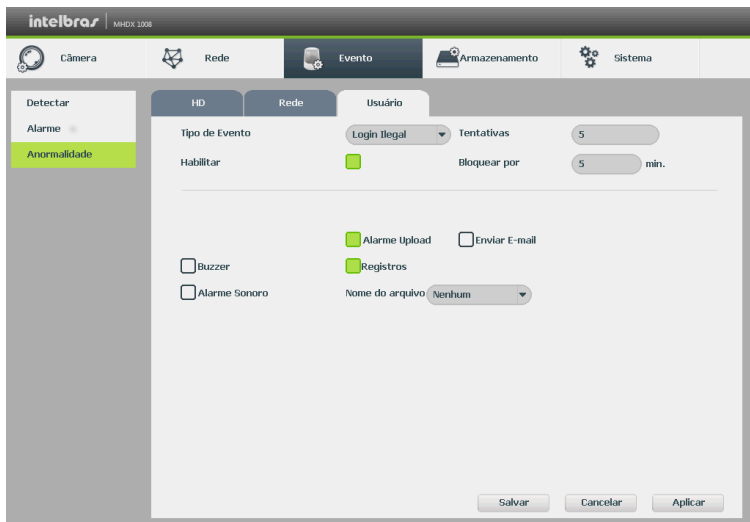 intelbras MHDX 1008
Câmera Rede Evento Armazenamento Sistema
Detectar
Alarme
Anormalidade
HD Rede Usuário
Tipo de Evento Login Ilegal Tentativas 5
Habilitar Bloquear por 5 min.
Alarme Upload Enviar E-mail
Buzzer Registros
Alarme Sonoro Nome do arquivo Nenhum
Salvar Cancelar Aplicar